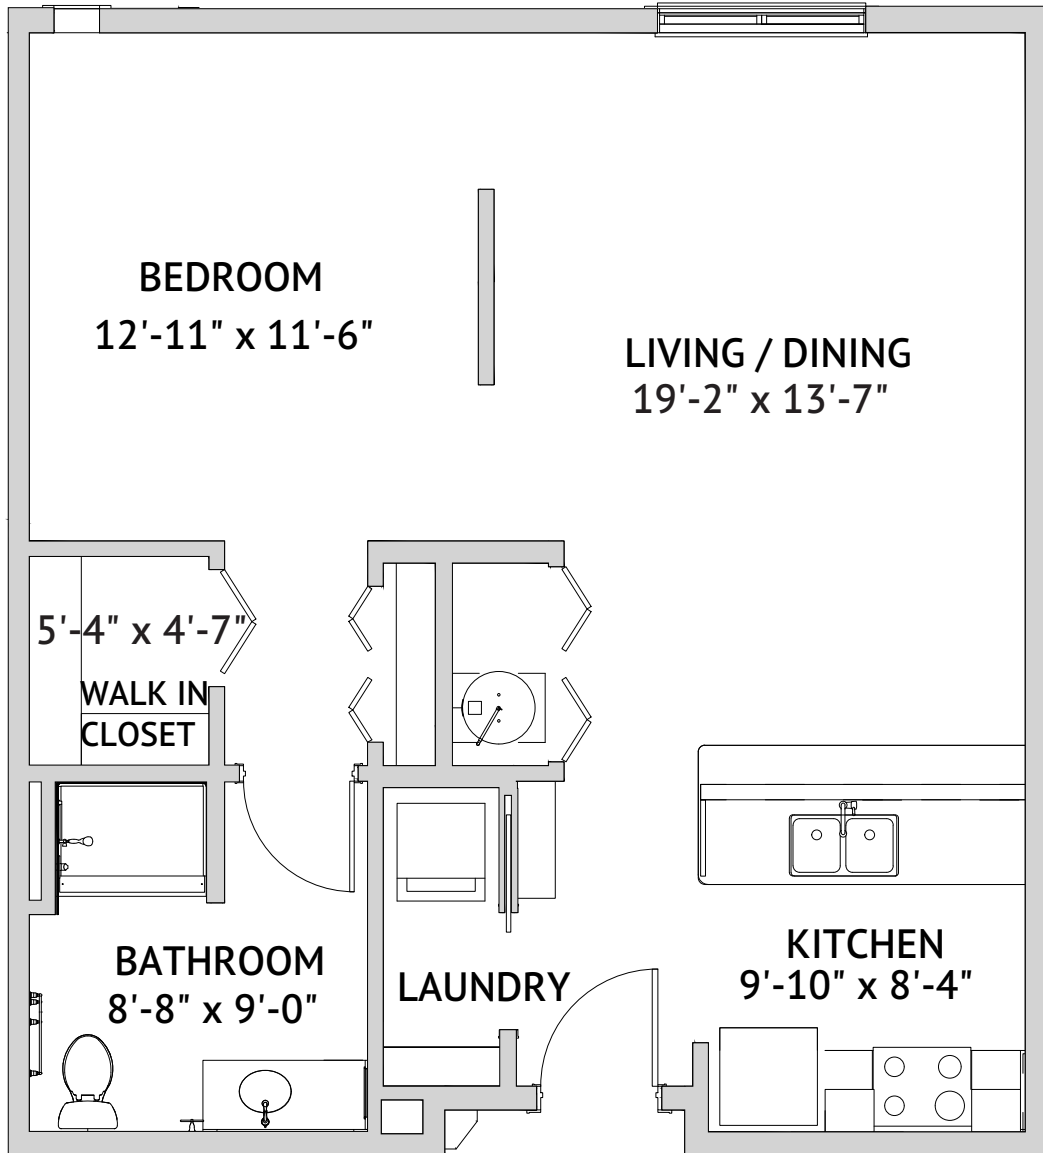 BEDROOM
12'-11" x 11'-6"
LIVING / DINING
19'-2" x 13'-7"
5'-4" x 4'-7"
WALK IN
CLOSET
BATHROOM
8'-8" x 9'-0"
LAUNDRY
KITCHEN
9'-10" x 8'-4"